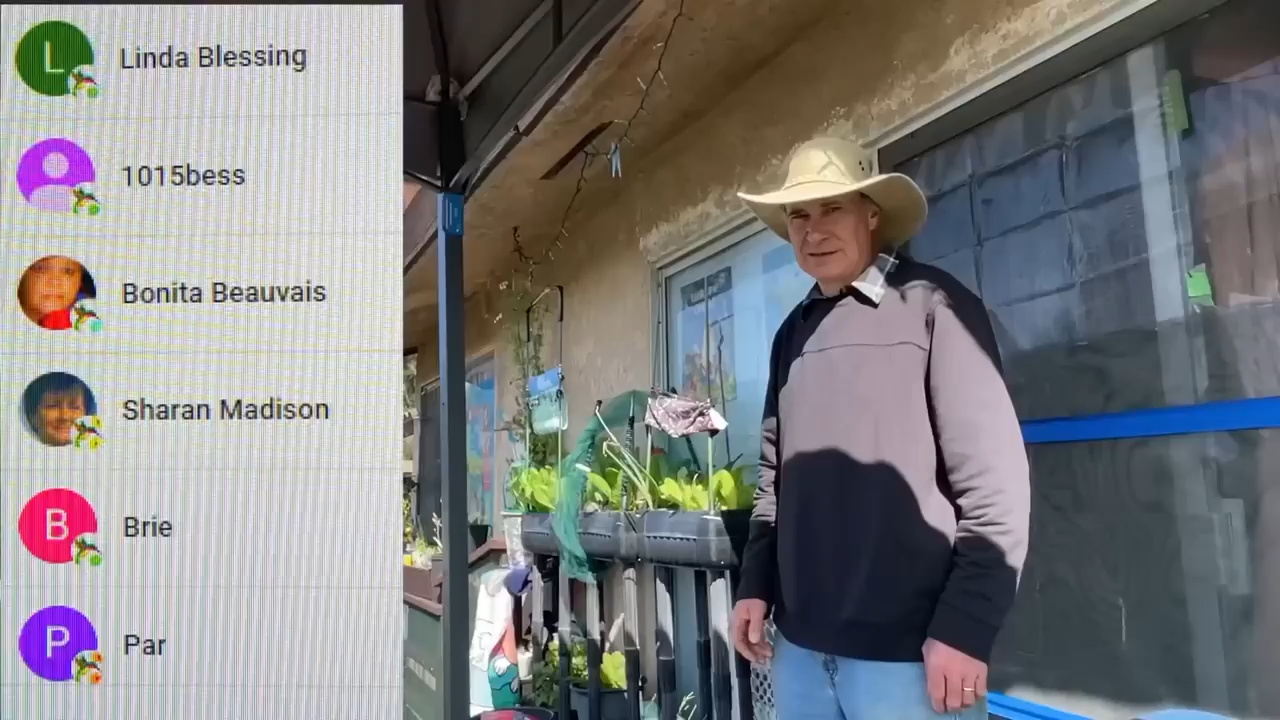 L
Linda Blessing
1015bess
Bonita Beauvais
Sharan Madison
B
Brie
P
Par